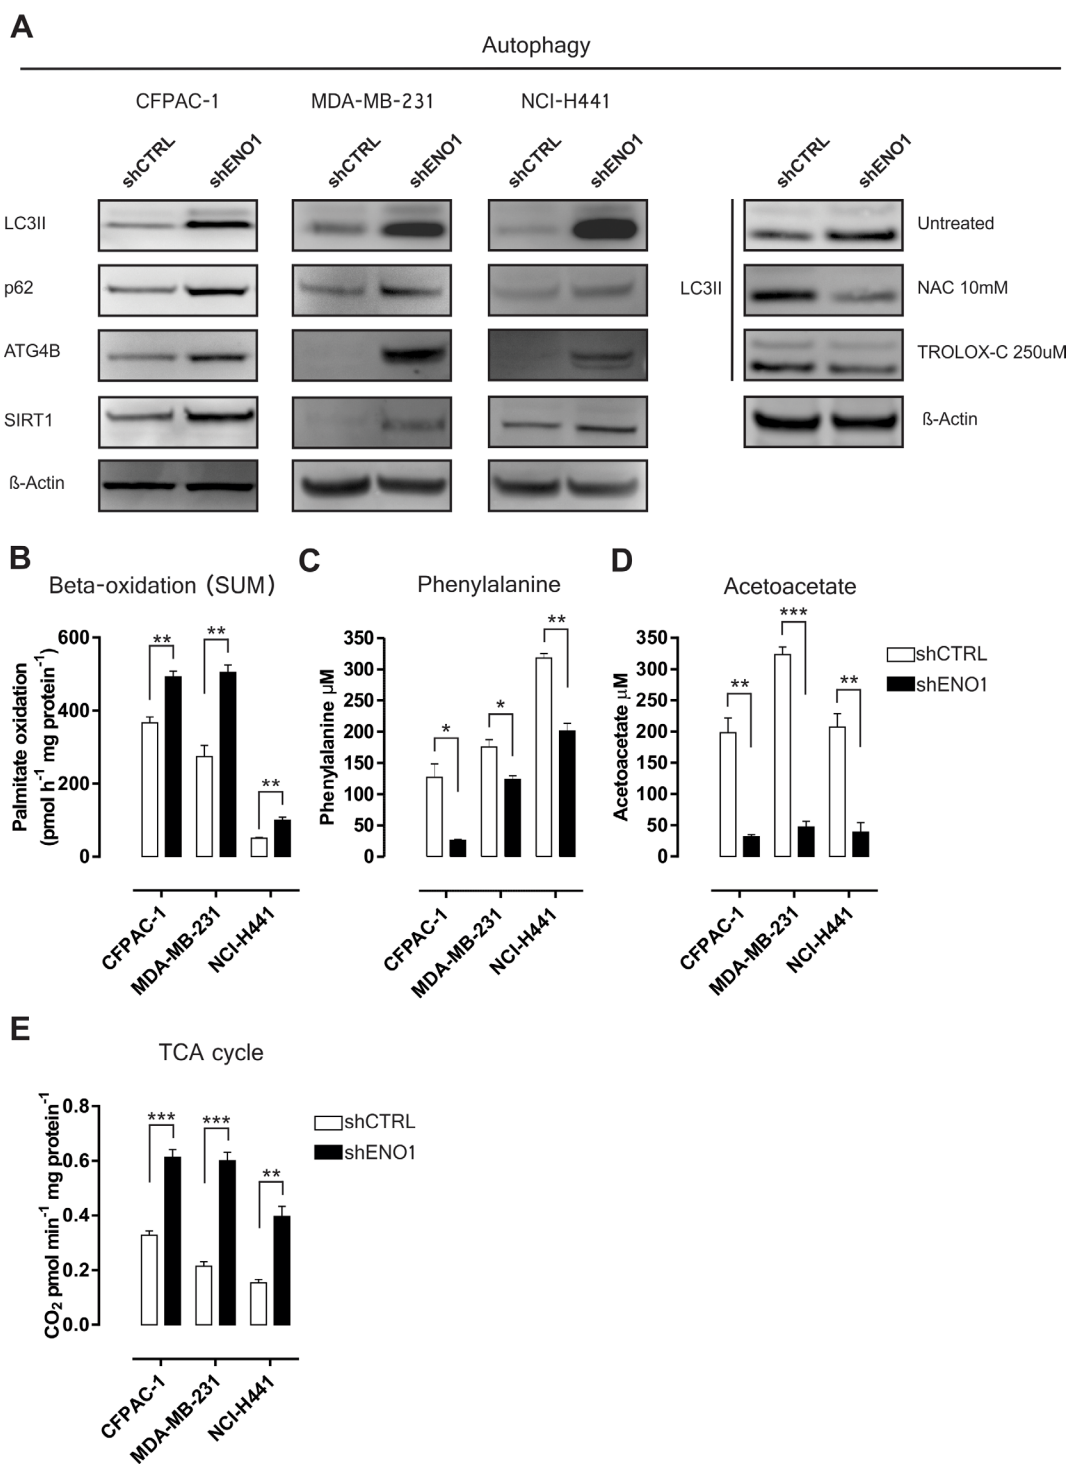 A
Autophagy
CFPAC-1 MDA-MB-231 NCI-H441
shCTRL shENO1 shCTRL shENO1 shCTRL shENO1 shCTRL shENO1
LC3II
p62
ATG4B
SIRT1
ß-Actin
LC3II
Untreated
NAC 10mM
TROLOX-C 250uM
ß-Actin
B
Beta-oxidation (SUM)
Palmitate oxidation
(pmol h⁻¹ mg protein⁻¹)
600
400
200
0
** ** **
CFPAC-1
MDA-MB-231
NCI-H441
C
Phenylalanine
Phenylalanine µM
350
300
250
200
150
100
50
0
* * **
CFPAC-1
MDA-MB-231
NCI-H441
D
Acetoacetate
Acetoacetate µM
350
300
250
200
150
100
50
0
** *** **
CFPAC-1
MDA-MB-231
NCI-H441
shCTRL
shENO1
E
TCA cycle
CO₂ pmol min⁻¹ mg protein⁻¹
0.8
0.6
0.4
0.2
0.0
*** *** **
CFPAC-1
MDA-MB-231
NCI-H441
shCTRL
shENO1